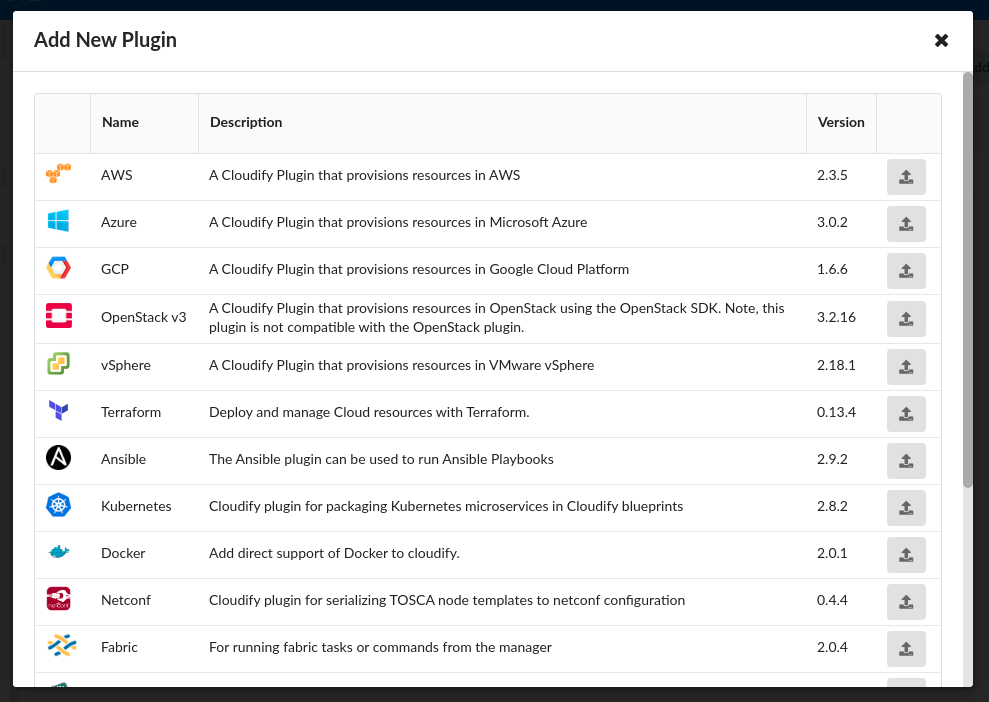 Add New Plugin
Name Description Version
AWS A Cloudify Plugin that provisions resources in AWS 2.3.5
Azure A Cloudify Plugin that provisions resources in Microsoft Azure 3.0.2
GCP A Cloudify Plugin that provisions resources in Google Cloud Platform 1.6.6
OpenStack v3 A Cloudify Plugin that provisions resources in OpenStack using the OpenStack SDK. Note, this
plugin is not compatible with the OpenStack plugin. 3.2.16
vSphere A Cloudify Plugin that provisions resources in VMware vSphere 2.18.1
Terraform Deploy and manage Cloud resources with Terraform. 0.13.4
Ansible The Ansible plugin can be used to run Ansible Playbooks 2.9.2
Kubernetes Cloudify plugin for packaging Kubernetes microservices in Cloudify blueprints 2.8.2
Docker Add direct support of Docker to cloudify. 2.0.1
Netconf Cloudify plugin for serializing TOSCA node templates to netconf configuration 0.4.4
Fabric For running fabric tasks or commands from the manager 2.0.4